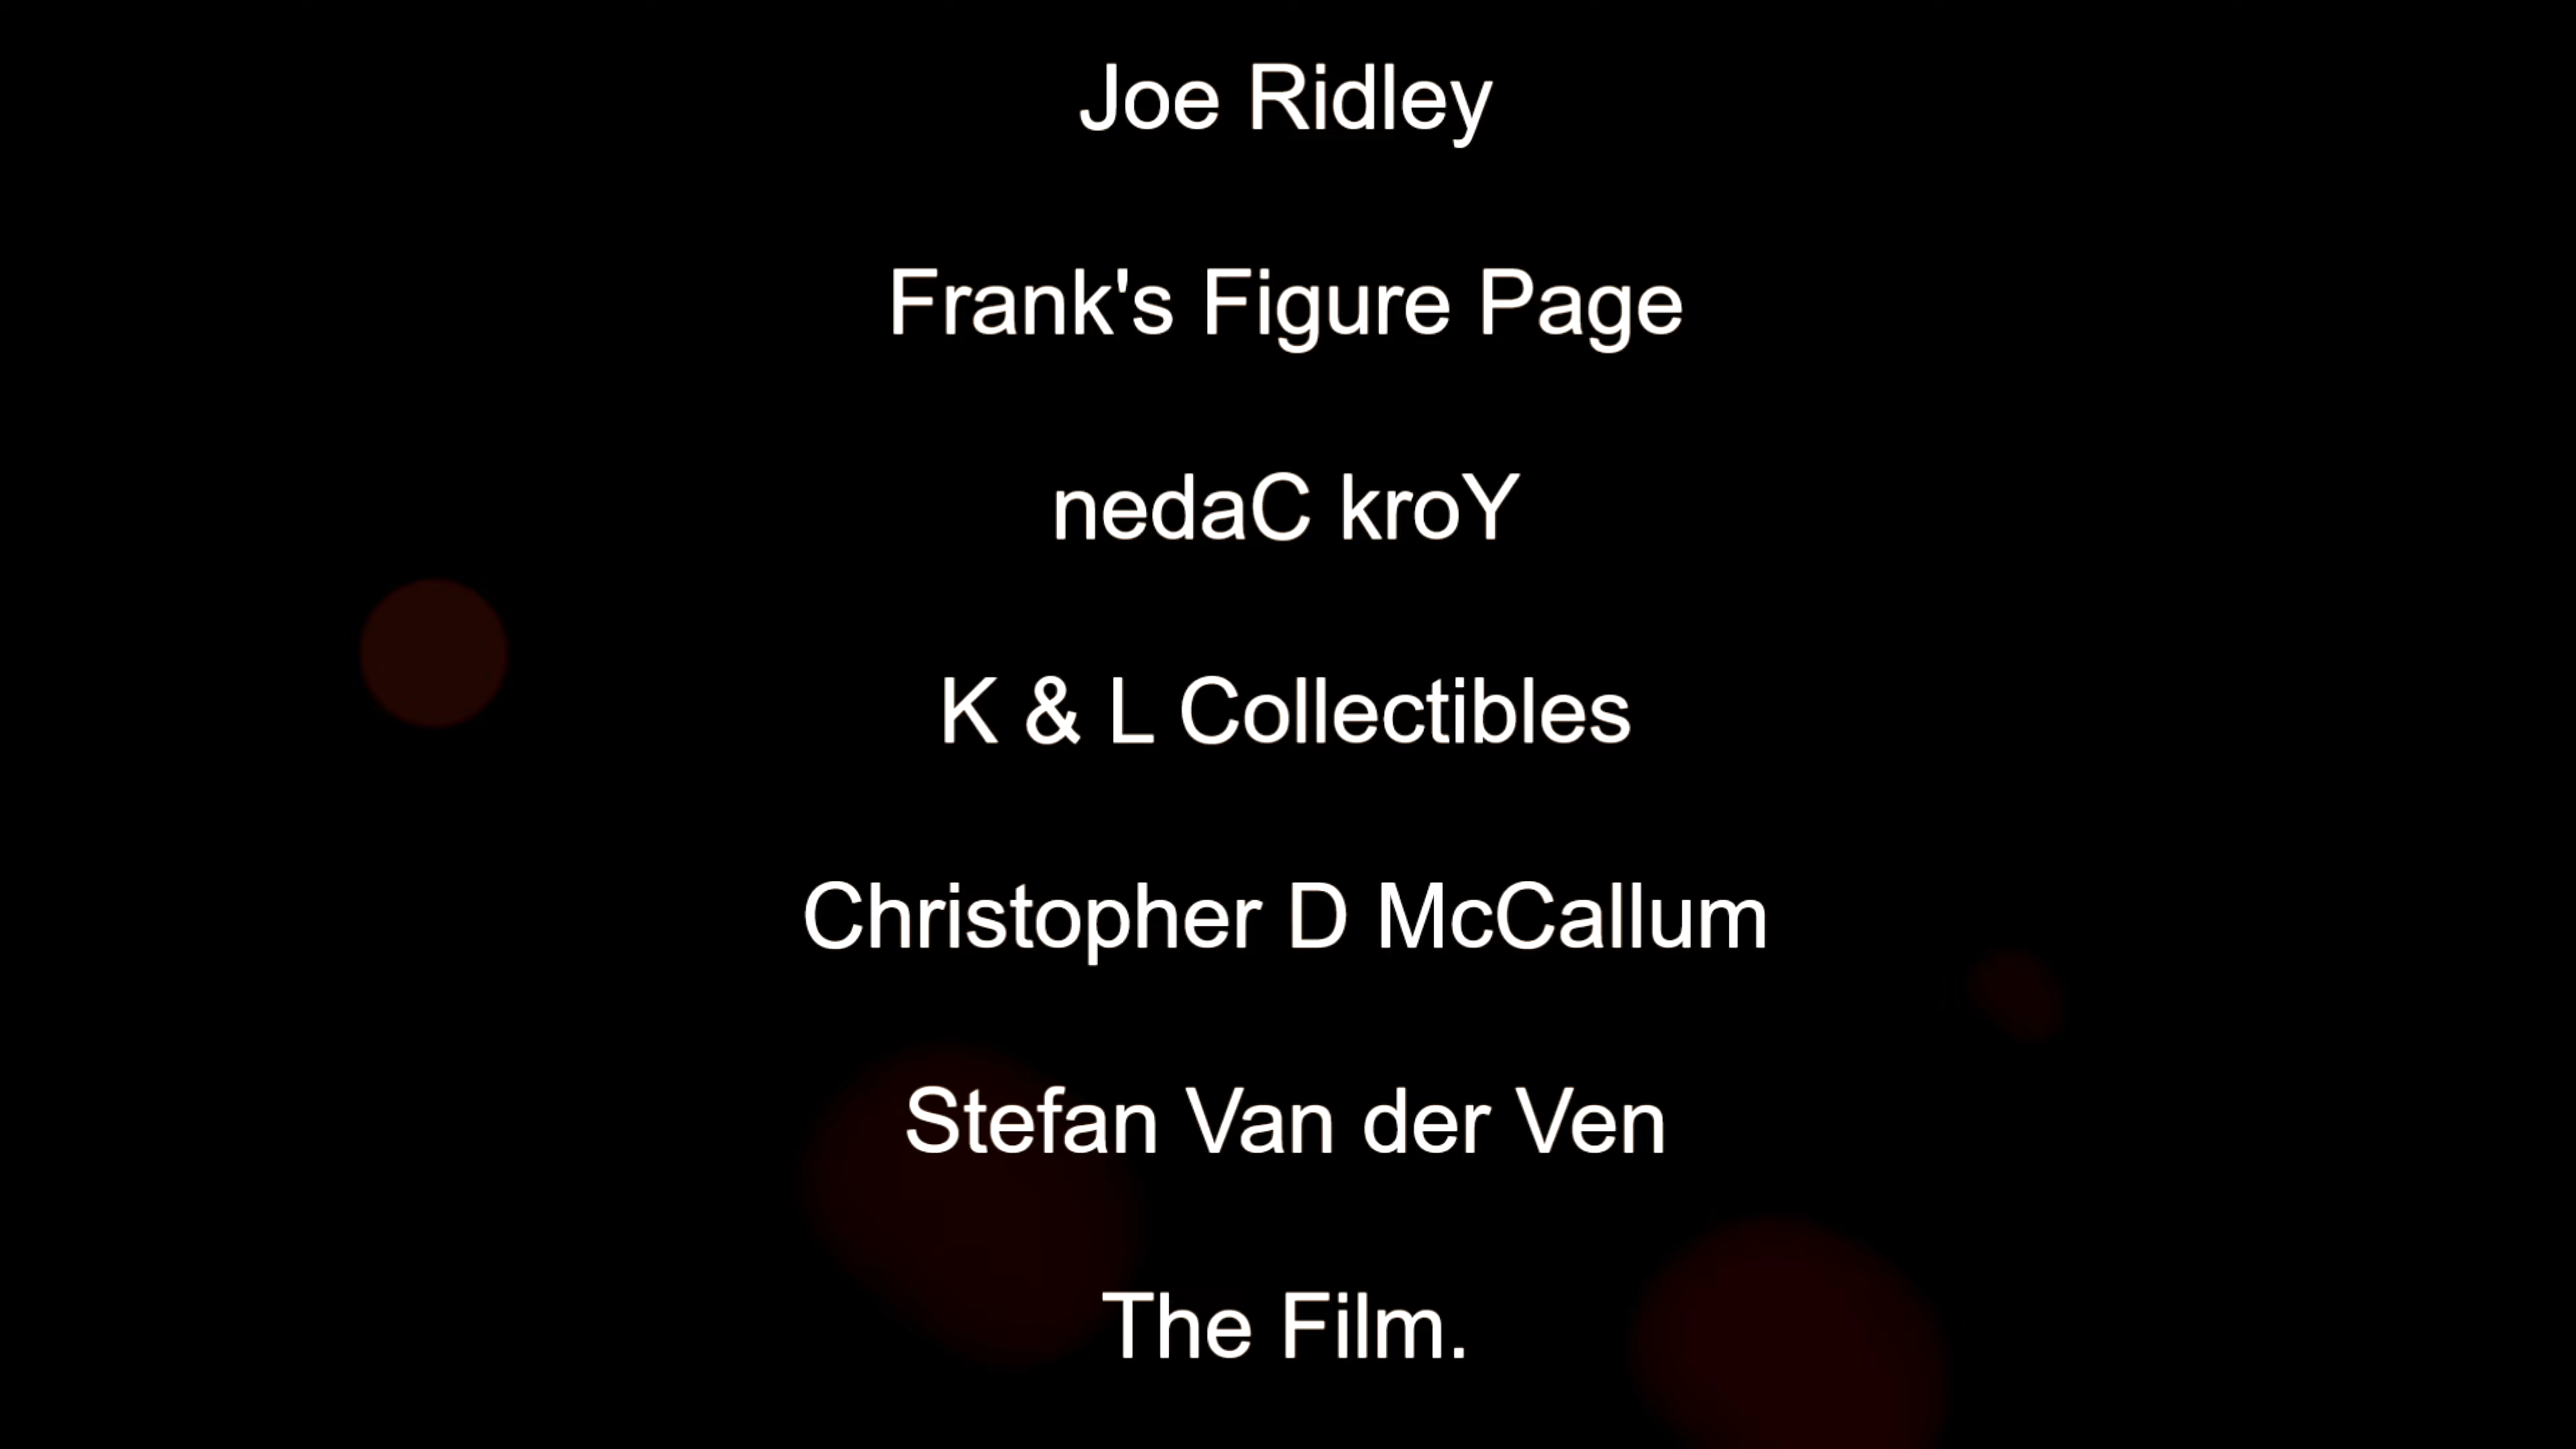 Joe Ridley
Frank's Figure Page
nedaC kroY
K & L Collectibles
Christopher D McCallum
Stefan Van der Ven
The Film.